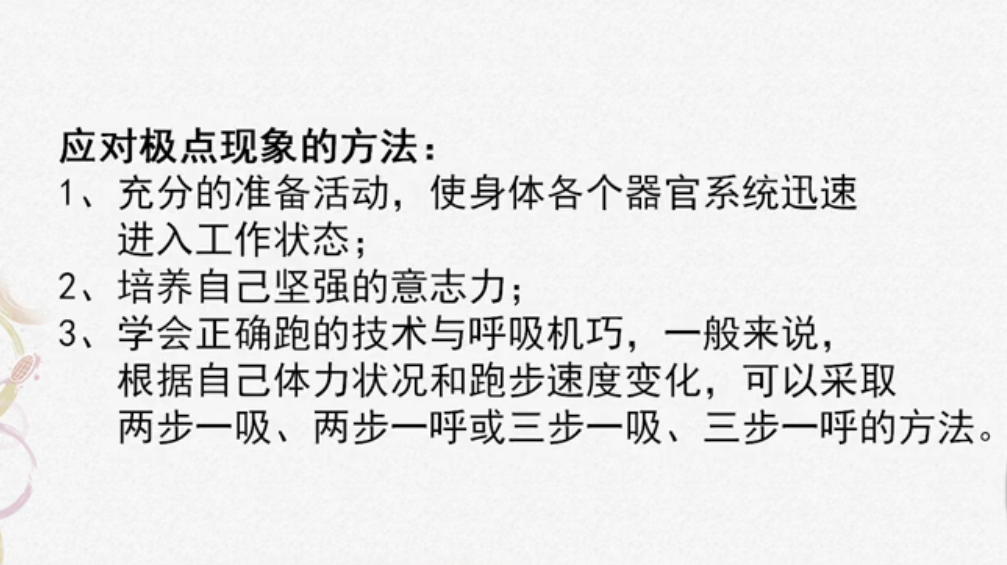 应对极点现象的方法：
1、充分的准备活动，使身体各个器官系统迅速
进入工作状态；
2、培养自己坚强的意志力；
3、学会正确跑的技术与呼吸机巧，一般来说，
根据自己体力状况和跑步速度变化，可以采取
两步一吸、两步一呼或三步一吸、三步一呼的方法。